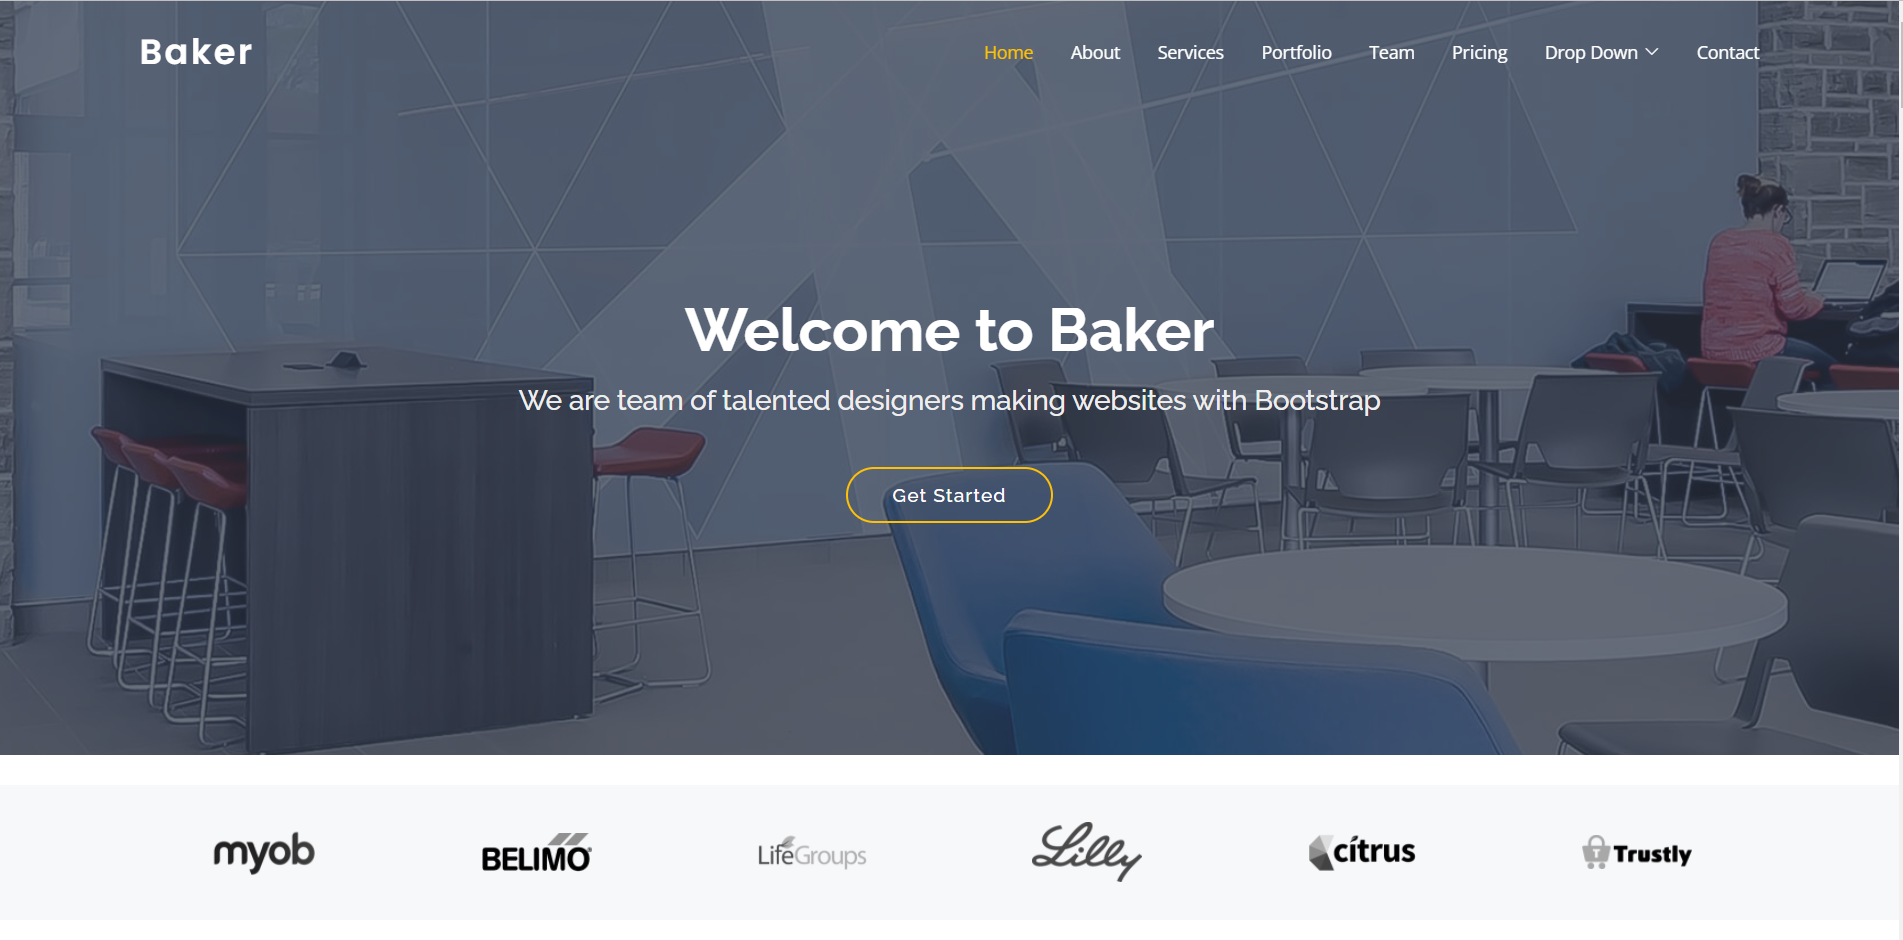 Baker
Home About Services Portfolio Team Pricing Drop Down Contact
Welcome to Baker
We are team of talented designers making websites with Bootstrap
Get Started
myob BELIMO LifeGroups Lilly citrus T Trustly